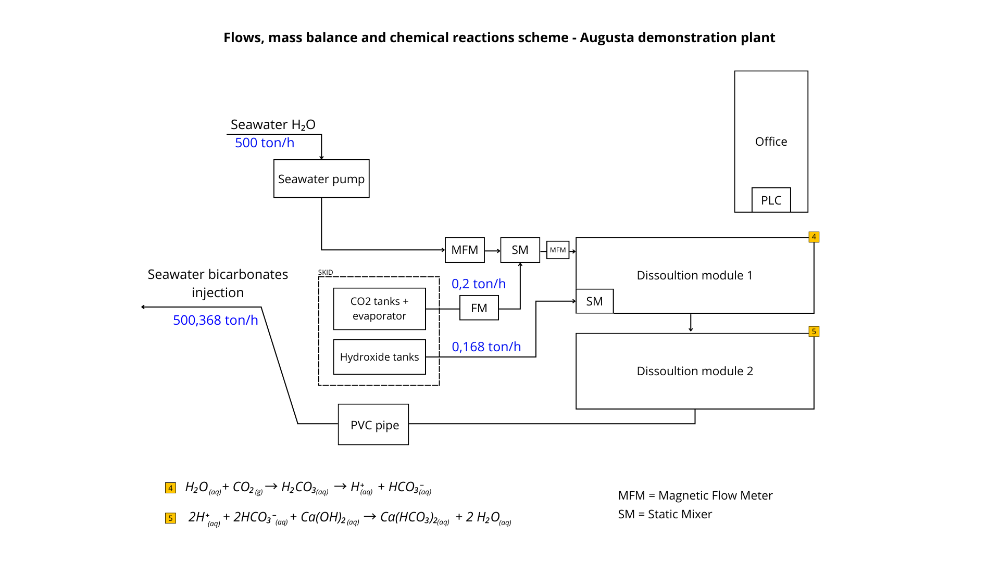 Flows, mass balance and chemical reactions scheme - Augusta demonstration plant
Seawater H₂O
500 ton/h
Seawater pump
Office
PLC
MFM
SM
MFM
4
Dissoultion module 1
SM
Seawater bicarbonates
injection
500,368 ton/h
SKID
CO2 tanks +
evaporator
0,2 ton/h
FM
Hydroxide tanks
0,168 ton/h
5
Dissoultion module 2
PVC pipe
4 H₂O(aq) + CO₂(g) → H₂CO₃(aq) → H⁺(aq) + HCO₃⁻(aq)
5 2H⁺(aq) + 2HCO₃⁻(aq) + Ca(OH)₂(aq) → Ca(HCO₃)₂(aq) + 2 H₂O(aq)
MFM = Magnetic Flow Meter
SM = Static Mixer